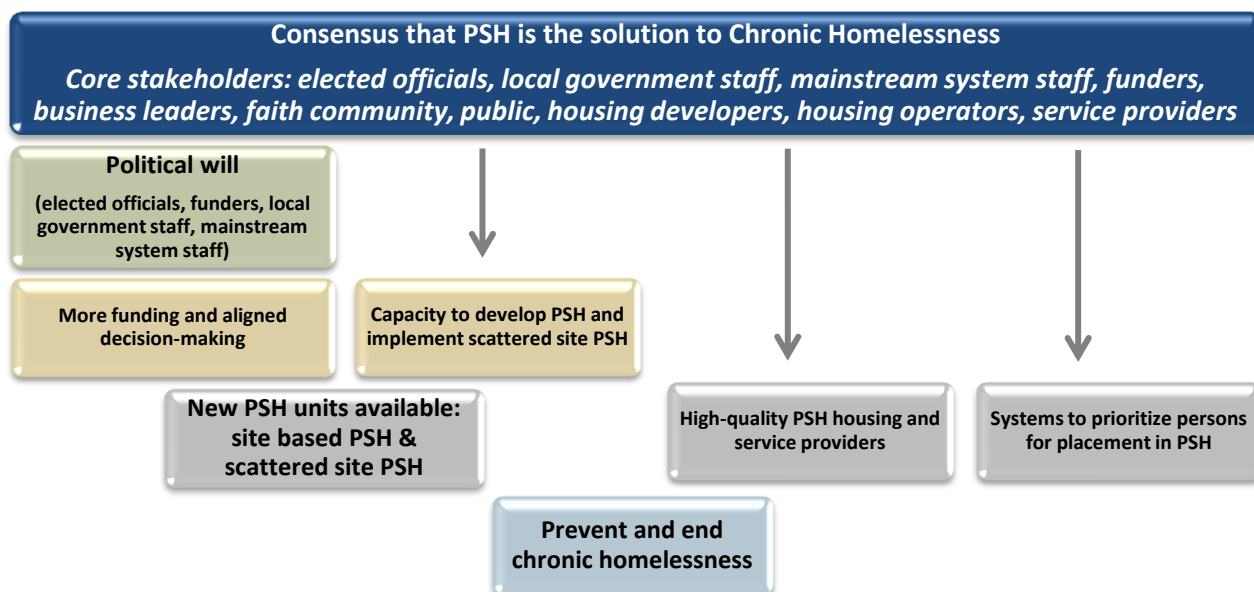 Consensus that PSH is the solution to Chronic Homelessness
Core stakeholders: elected officials, local government staff, mainstream system staff, funders,
business leaders, faith community, public, housing developers, housing operators, service providers
Political will
(elected officials, funders, local
government staff, mainstream
system staff)
More funding and aligned
decision-making
Capacity to develop PSH and
implement scattered site PSH
New PSH units available:
site based PSH &
scattered site PSH
High-quality PSH housing and
service providers
Systems to prioritize persons
for placement in PSH
Prevent and end
chronic homelessness